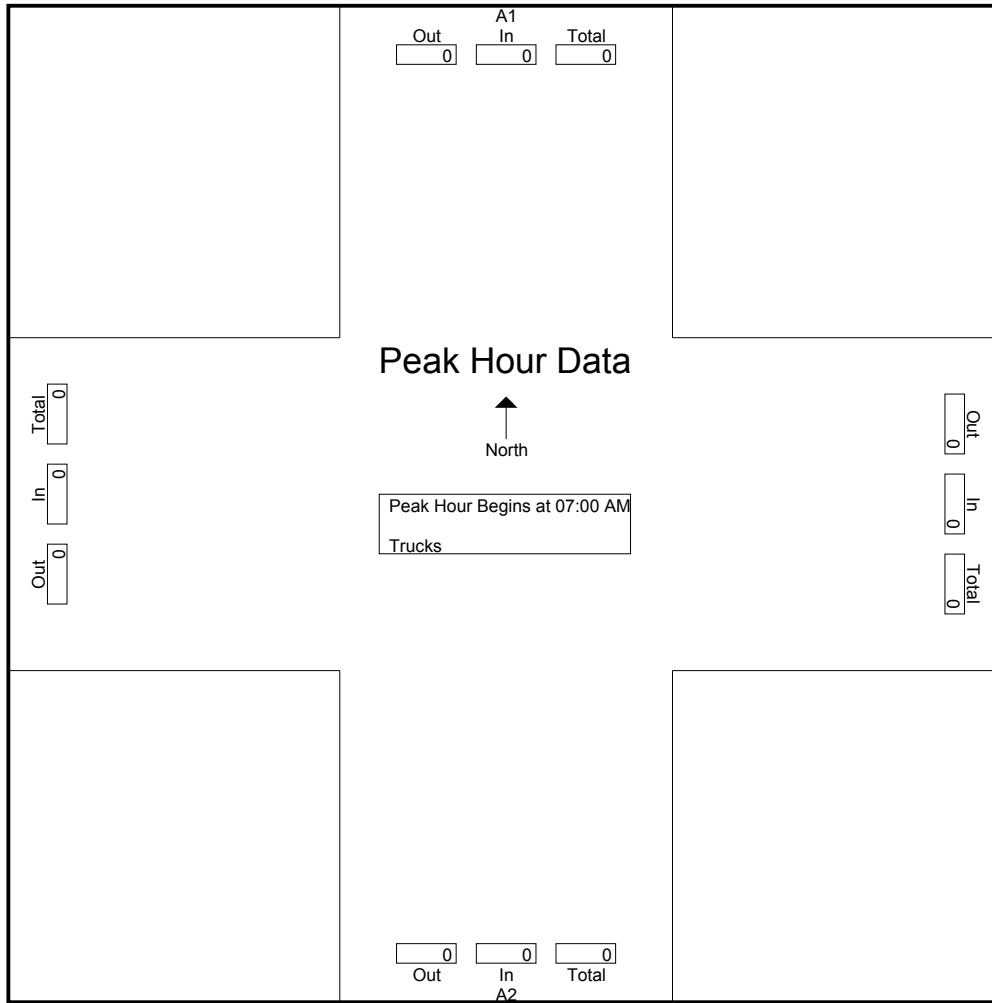 A1
Out In Total
0 0 0
Peak Hour Data
North
Total 0
In 0
Out 0
Peak Hour Begins at 07:00 AM
Trucks
Out 0
In 0
Total 0
0 0 0
Out In Total
A2